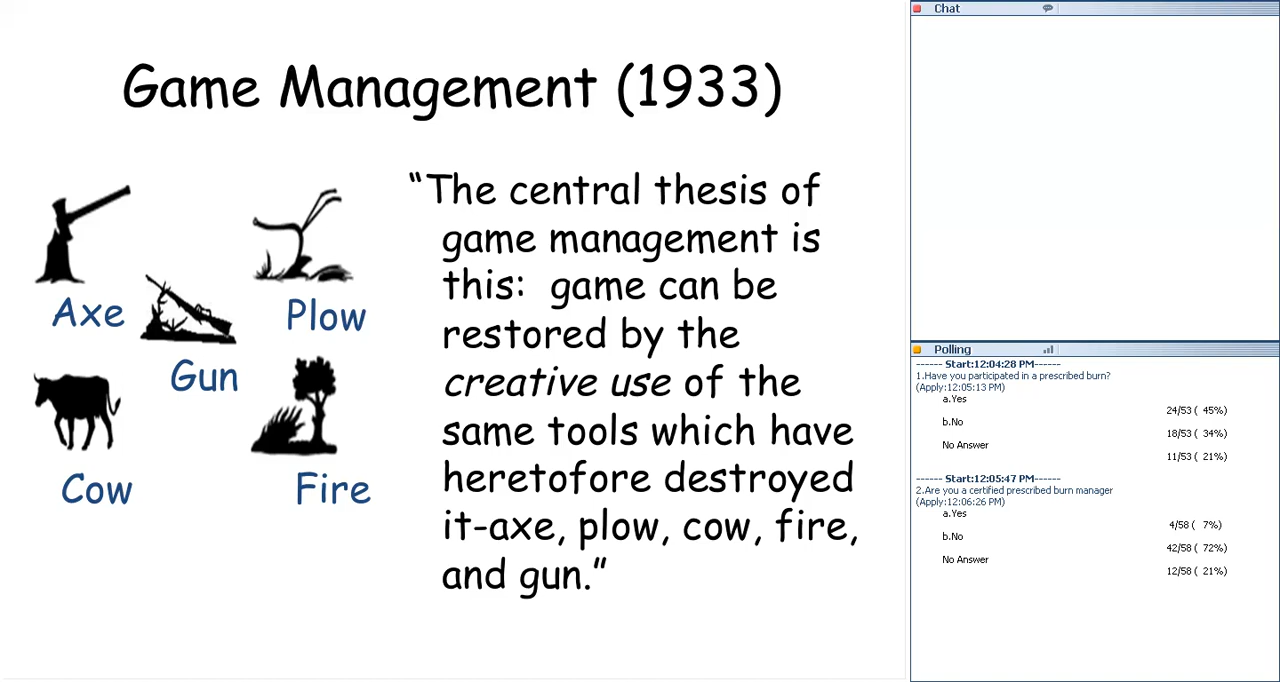 Game Management (1933)
Axe
Plow
Gun
Cow
Fire
“The central thesis of
game management is
this:  game can be
restored by the
creative use of the
same tools which have
heretofore destroyed
it-axe, plow, cow, fire,
and gun.”
Chat
Polling
------ Start:12:04:28 PM------
1.Have you participated in a prescribed burn?
(Apply:12:05:13 PM)
a.Yes
24/53 ( 45%)
b.No
18/53 ( 34%)
No Answer
11/53 ( 21%)
------ Start:12:05:47 PM------
2.Are you a certified prescribed burn manager
(Apply:12:06:26 PM)
a.Yes
4/58 ( 7%)
b.No
42/58 ( 72%)
No Answer
12/58 ( 21%)